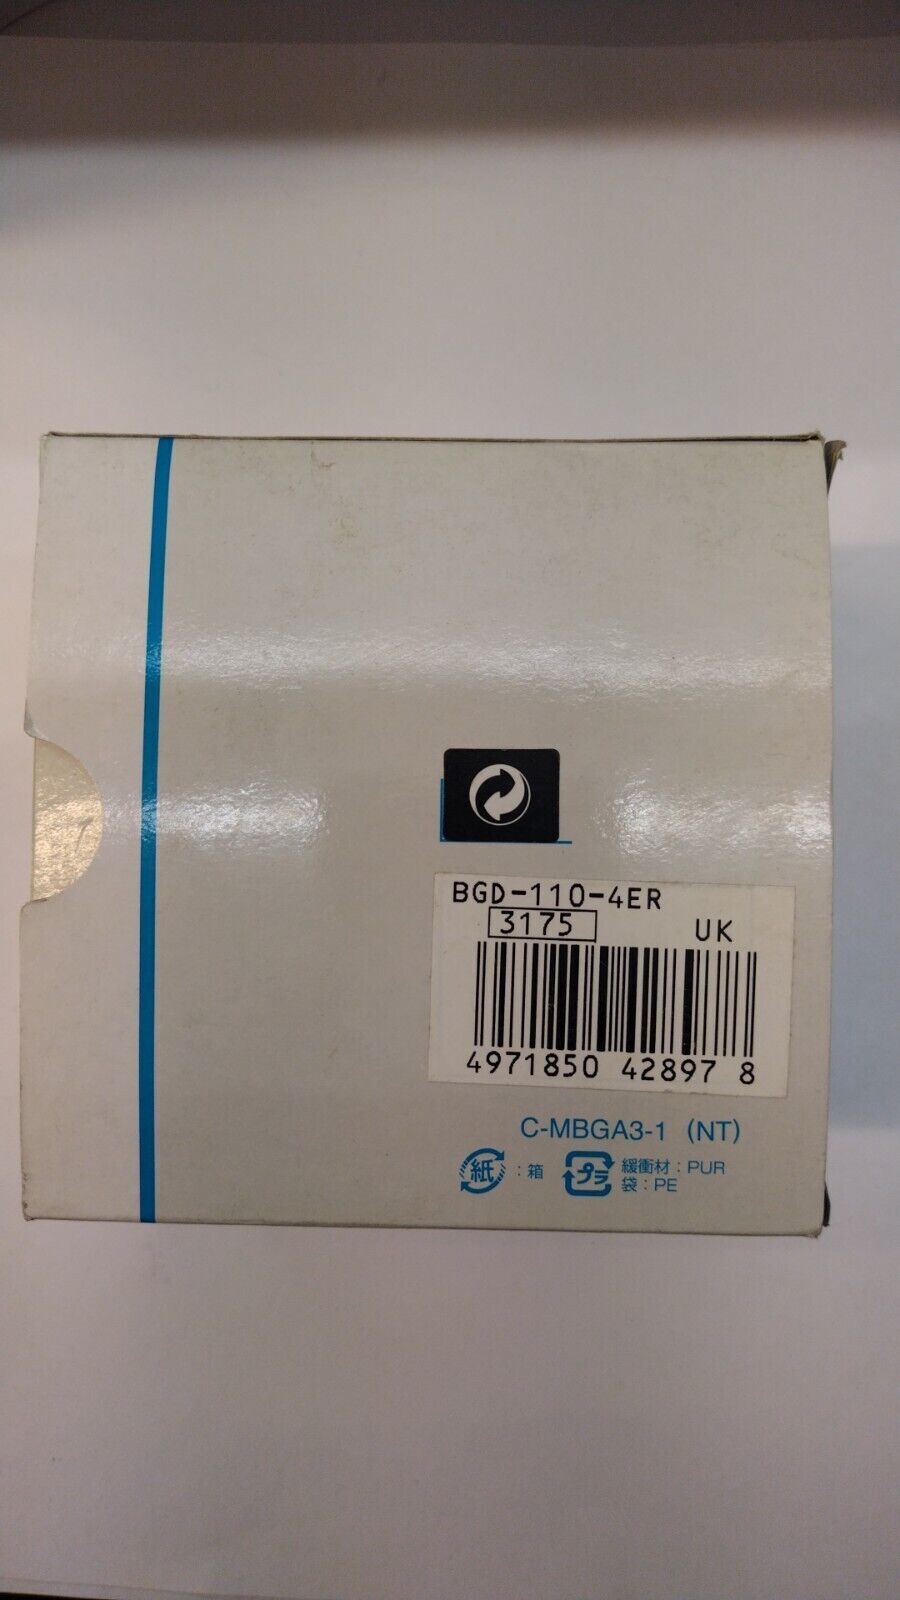 BGD-110-4ER
3175
UK
4971850 42897 8
C-MBGA3-1 (NT)
紙 : 箱
プラ 緩衝材 : PUR
袋 : PE